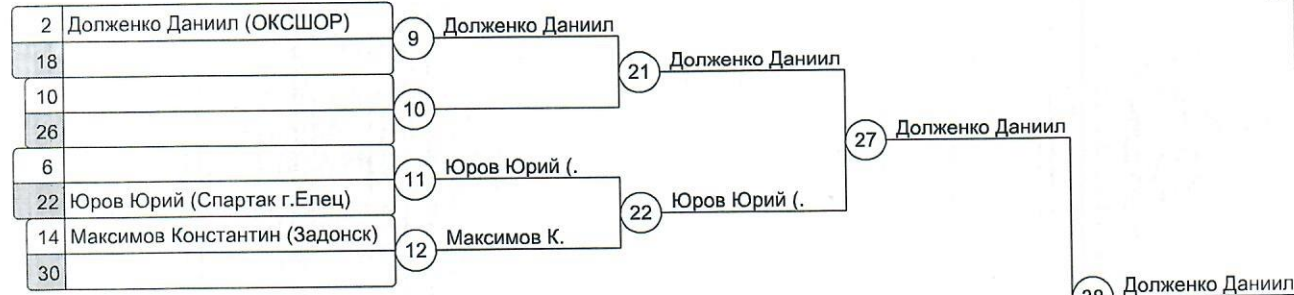 2 Долженко Даниил (ОКСШОР)
18
10
26
6
22 Юров Юрий (Спартак г.Елец)
14 Максимов Константин (Задонск)
30
9 Долженко Даниил
10
11 Юров Юрий (.
12 Максимов К.
21 Долженко Даниил
22 Юров Юрий (.
27 Долженко Даниил
Долженко Даниил